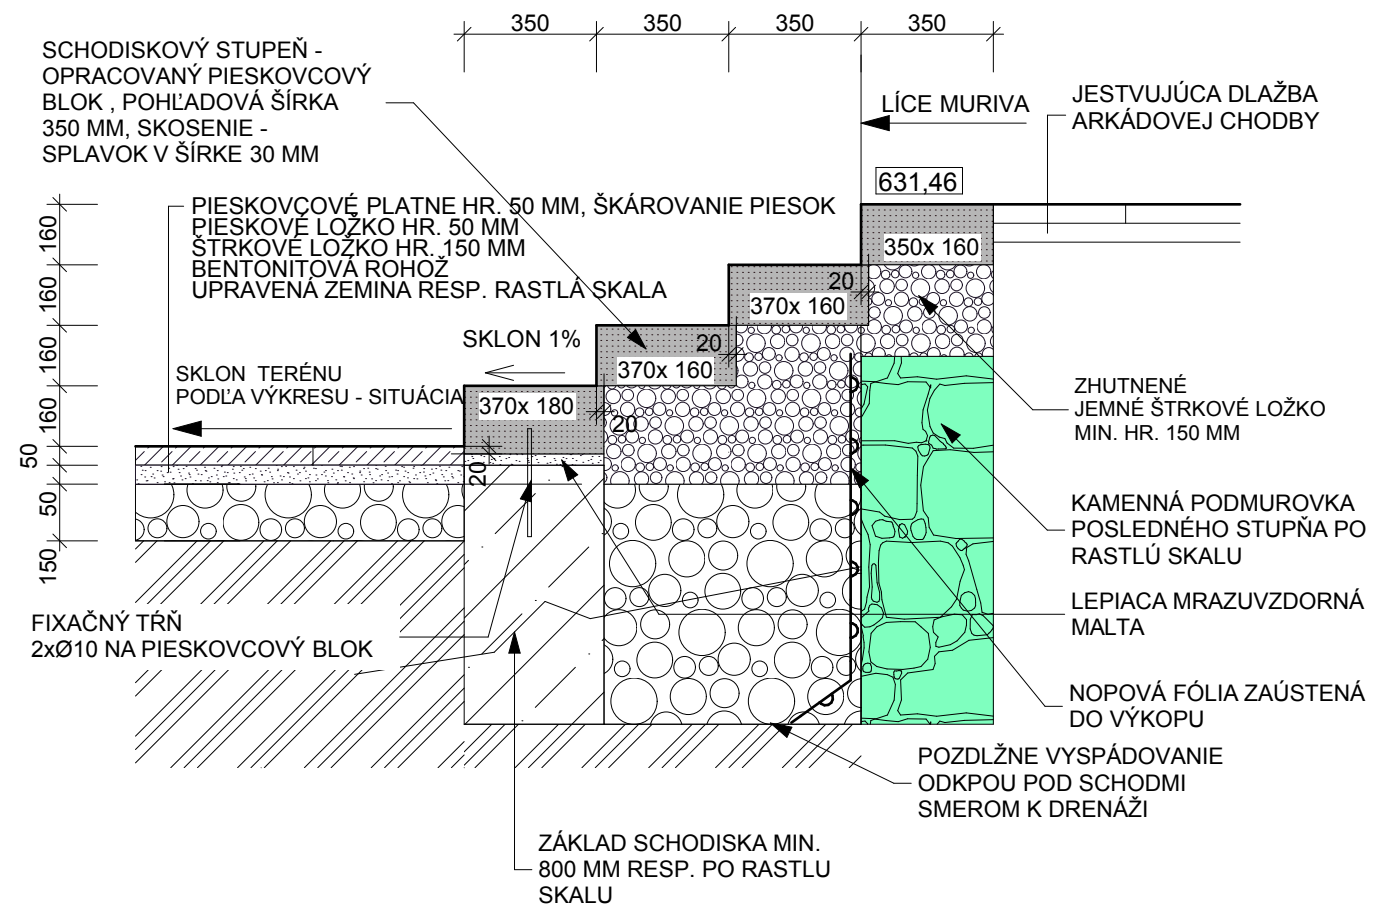 350
350
350
350
SCHODISKOVÝ STUPEŇ -
OPRACOVANÝ PIESKOVCOVÝ
BLOK , POHĽADOVÁ ŠÍRKA
350 MM, SKOSENIE -
SPLAVOK V ŠÍRKE 30 MM
LÍCE MURIVA
JESTVUJÚCA DLAŽBA
ARKÁDOVEJ CHODBY
631,46
PIESKOVCOVÉ PLATNE HR. 50 MM, ŠKÁROVANIE PIESOK
PIESKOVÉ LOŽKO HR. 50 MM
ŠTRKOVÉ LOŽKO HR. 150 MM
BENTONITOVÁ ROHOŽ
UPRAVENÁ ZEMINA RESP. RASTLÁ SKALA
160
160
160
160
50
50
150
350x 160
20
370x 160
20
370x 160
20
370x 180
20
SKLON 1%
SKLON  TERÉNU
PODĽA VÝKRESU - SITUÁCIA
ZHUTNENÉ
JEMNÉ ŠTRKOVÉ LOŽKO
MIN. HR. 150 MM
KAMENNÁ PODMUROVKA
POSLEDNÉHO STUPŇA PO
RASTLÚ SKALU
LEPIACA MRAZUVZDORNÁ
MALTA
FIXAČNÝ TŔŇ
2xØ10 NA PIESKOVCOVÝ BLOK
NOPOVÁ FÓLIA ZAÚSTENÁ
DO VÝKOPU
POZDLŽNE VYSPÁDOVANIE
ODKPOU POD SCHODMI
SMEROM K DRENÁŽI
ZÁKLAD SCHODISKA MIN.
800 MM RESP. PO RASTLU
SKALU